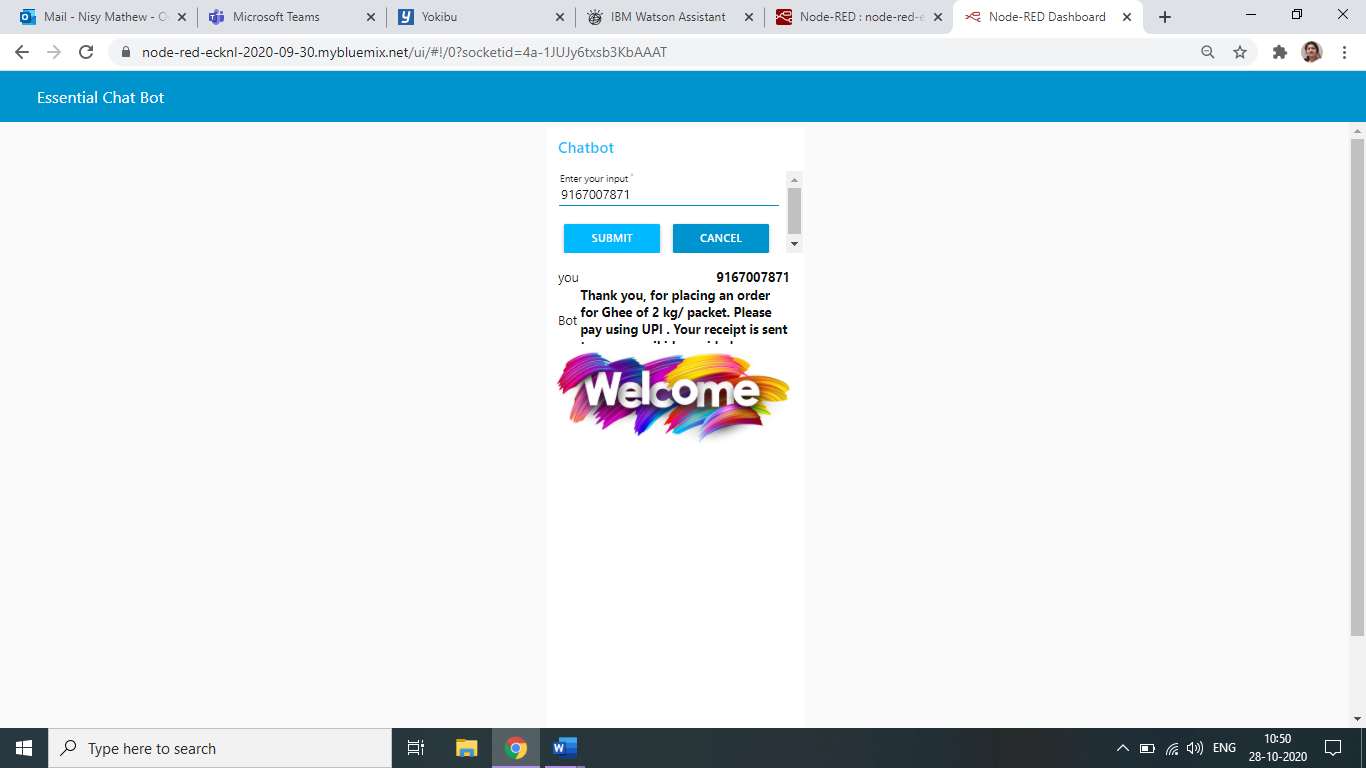 Mail - Nisy Mathew - O
Microsoft Teams
Yokibu
IBM Watson Assistant
Node-RED : node-red-e
Node-RED Dashboard
node-red-ecknl-2020-09-30.mybluemix.net/ui/#!/0?socketid=4a-1JUJy6txsb3KbAAAT
Essential Chat Bot
Chatbot
Enter your input *
9167007871
SUBMIT CANCEL
you 9167007871
Bot
Thank you, for placing an order
for Ghee of 2 kg/ packet. Please
pay using UPI . Your receipt is sent
Welcome
Type here to search
ENG
10:50
28-10-2020